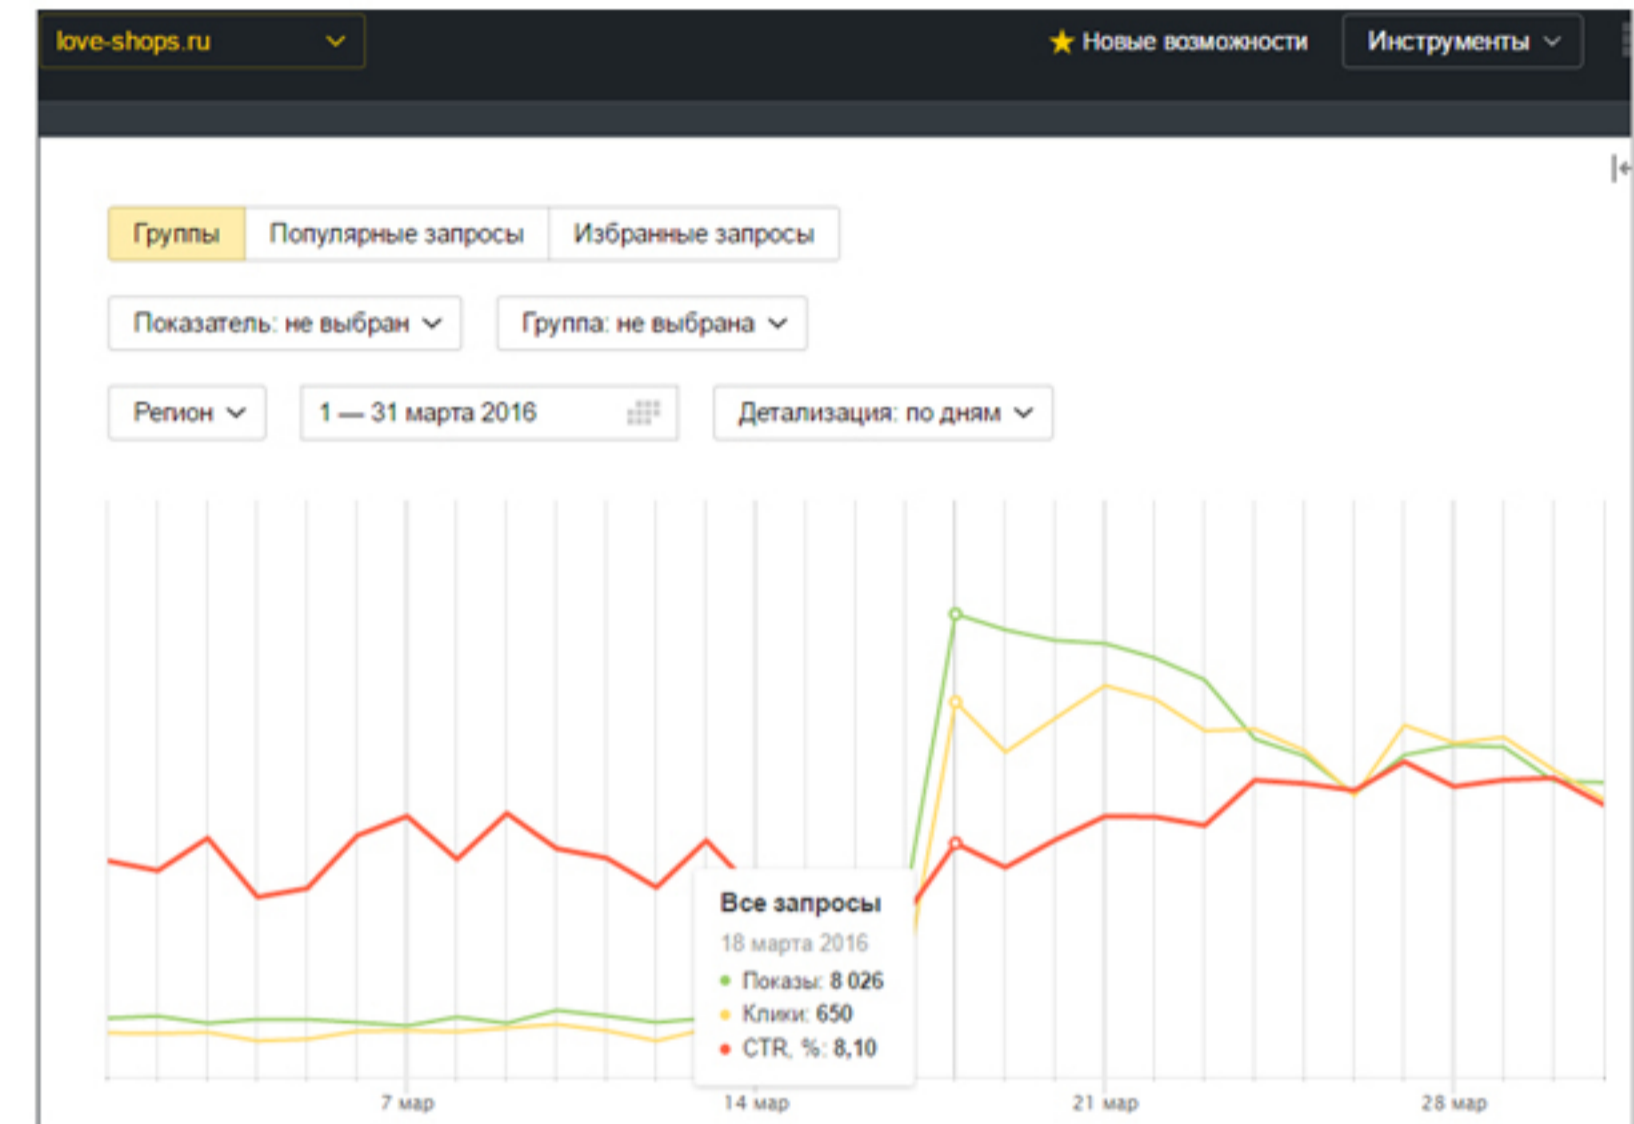 love-shops.ru
Новые возможности
Инструменты
Группы
Популярные запросы
Избранные запросы
Показатель: не выбран
Группа: не выбрана
Регион
1 — 31 марта 2016
Детализация: по дням
Все запросы
18 марта 2016
Показы: 8 026
Клики: 650
CTR, %: 8,10
7 мар
14 мар
21 мар
28 мар